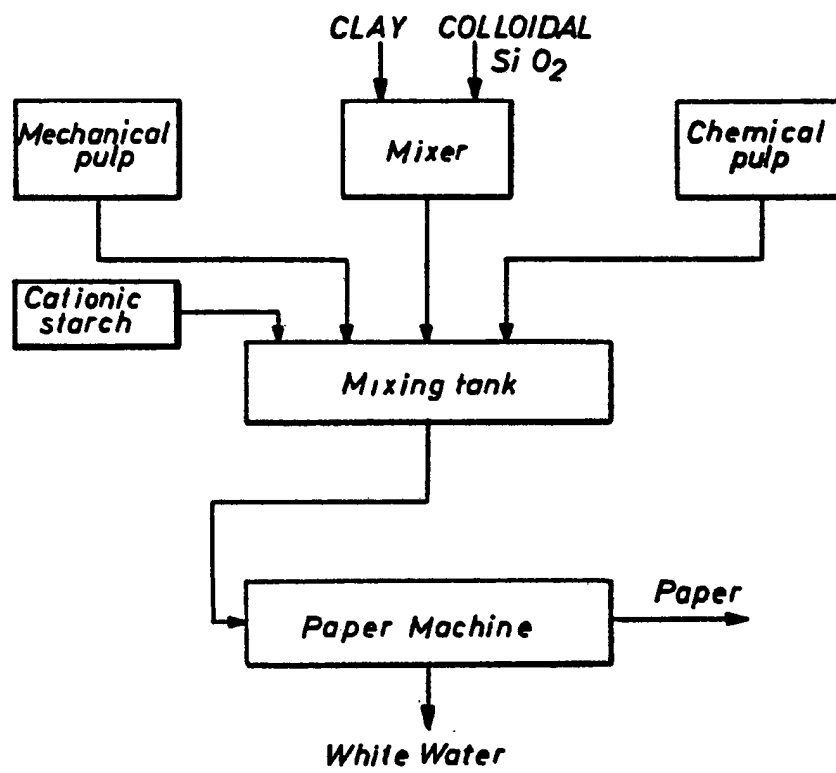 CLAY COLLOIDAL
Si O2
Mechanical
pulp
Mixer
Chemical
pulp
Cationic
starch
Mixing tank
Paper
Paper Machine
White Water